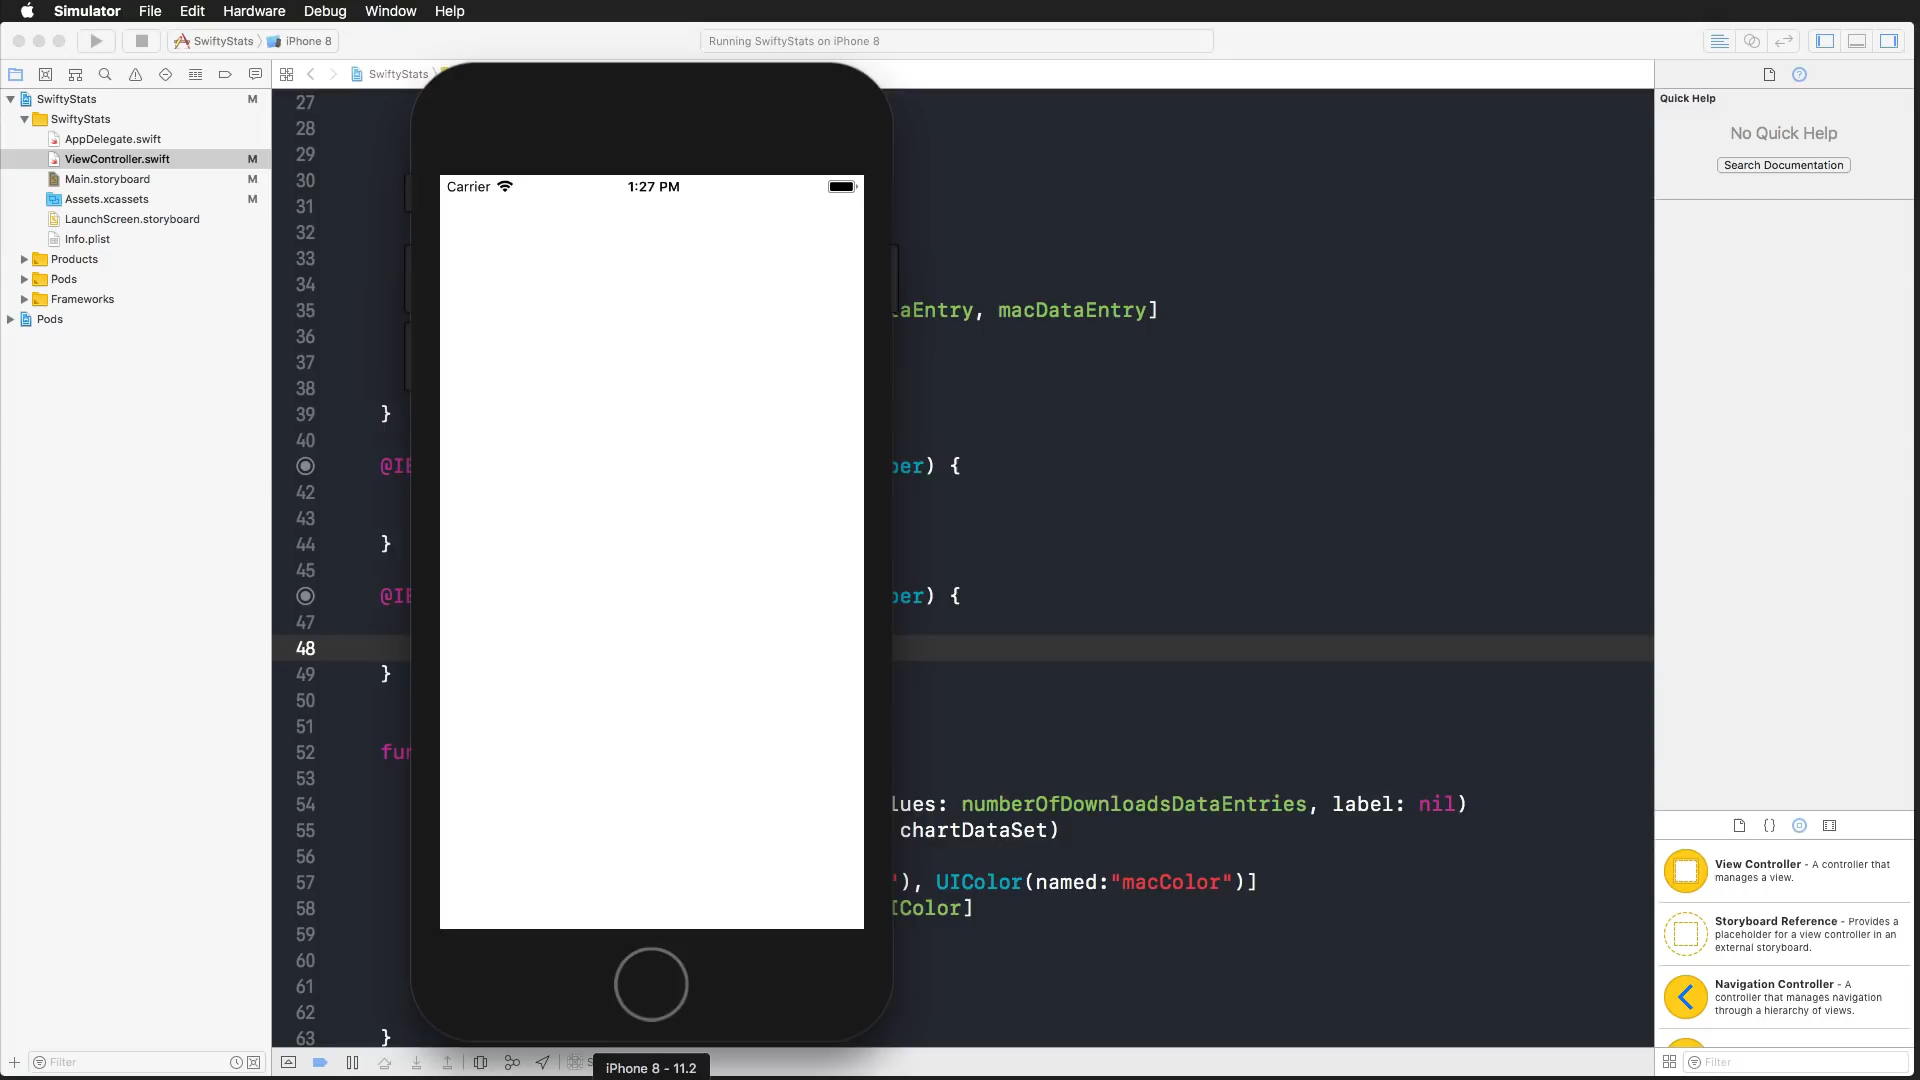 Simulator File Edit Hardware Debug Window Help
SwiftyStats iPhone 8
Running SwiftyStats on iPhone 8
SwiftyStats
SwiftyStats M
SwiftyStats
AppDelegate.swift
ViewController.swift M
Main.storyboard M
Assets.xcassets M
LaunchScreen.storyboard
Info.plist
Products
Pods
Frameworks
Pods
Filter
27
28
29
30
31
32
33
34
35 aEntry, macDataEntry]
36
37
38
39 }
40
@IB er) {
42
43
44 }
45
@IB er) {
47
48
49 }
50
51
52 fun
53
54 lues: numberOfDownloadsDataEntries, label: nil)
55 chartDataSet)
56
57 "), UIColor(named:"macColor")]
58 Color]
59
60
61
62
63 }
Carrier 1:27 PM
iPhone 8 - 11.2
Quick Help
No Quick Help
Search Documentation
{}
View Controller - A controller that
manages a view.
Storyboard Reference - Provides a
placeholder for a view controller in an
external storyboard.
Navigation Controller - A
controller that manages navigation
through a hierarchy of views.
Filter